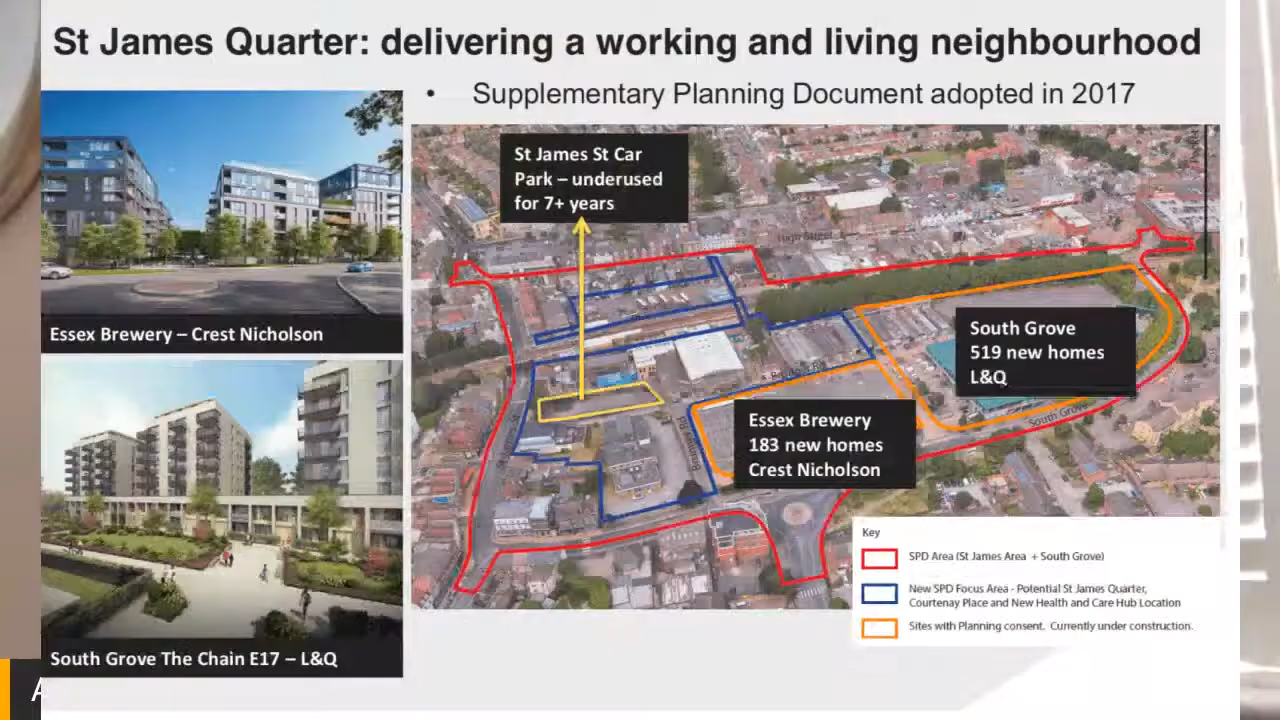 St James Quarter: delivering a working and living neighbourhood
• Supplementary Planning Document adopted in 2017
Essex Brewery – Crest Nicholson
South Grove The Chain E17 – L&Q
St James St Car
Park – underused
for 7+ years
High Street
South Grove
519 new homes
L&Q
Essex Brewery
183 new homes
Crest Nicholson
South Grove
Key
SPD Area (St James Area + South Grove)
New SPD Focus Area - Potential St James Quarter,
Courtenay Place and New Health and Care Hub Location
Sites with Planning consent. Currently under construction.
A